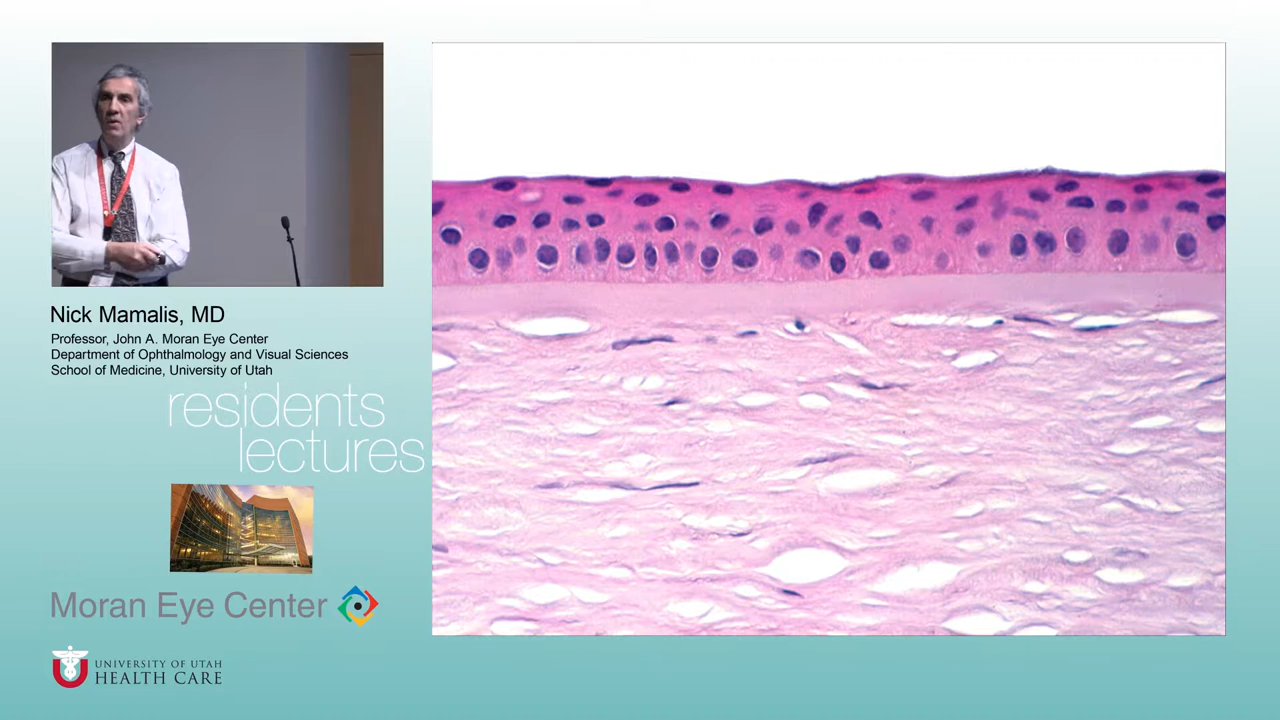 Nick Mamalis, MD
Professor, John A. Moran Eye Center
Department of Ophthalmology and Visual Sciences
School of Medicine, University of Utah
residents
lectures
Moran Eye Center
UNIVERSITY OF UTAH
HEALTH CARE